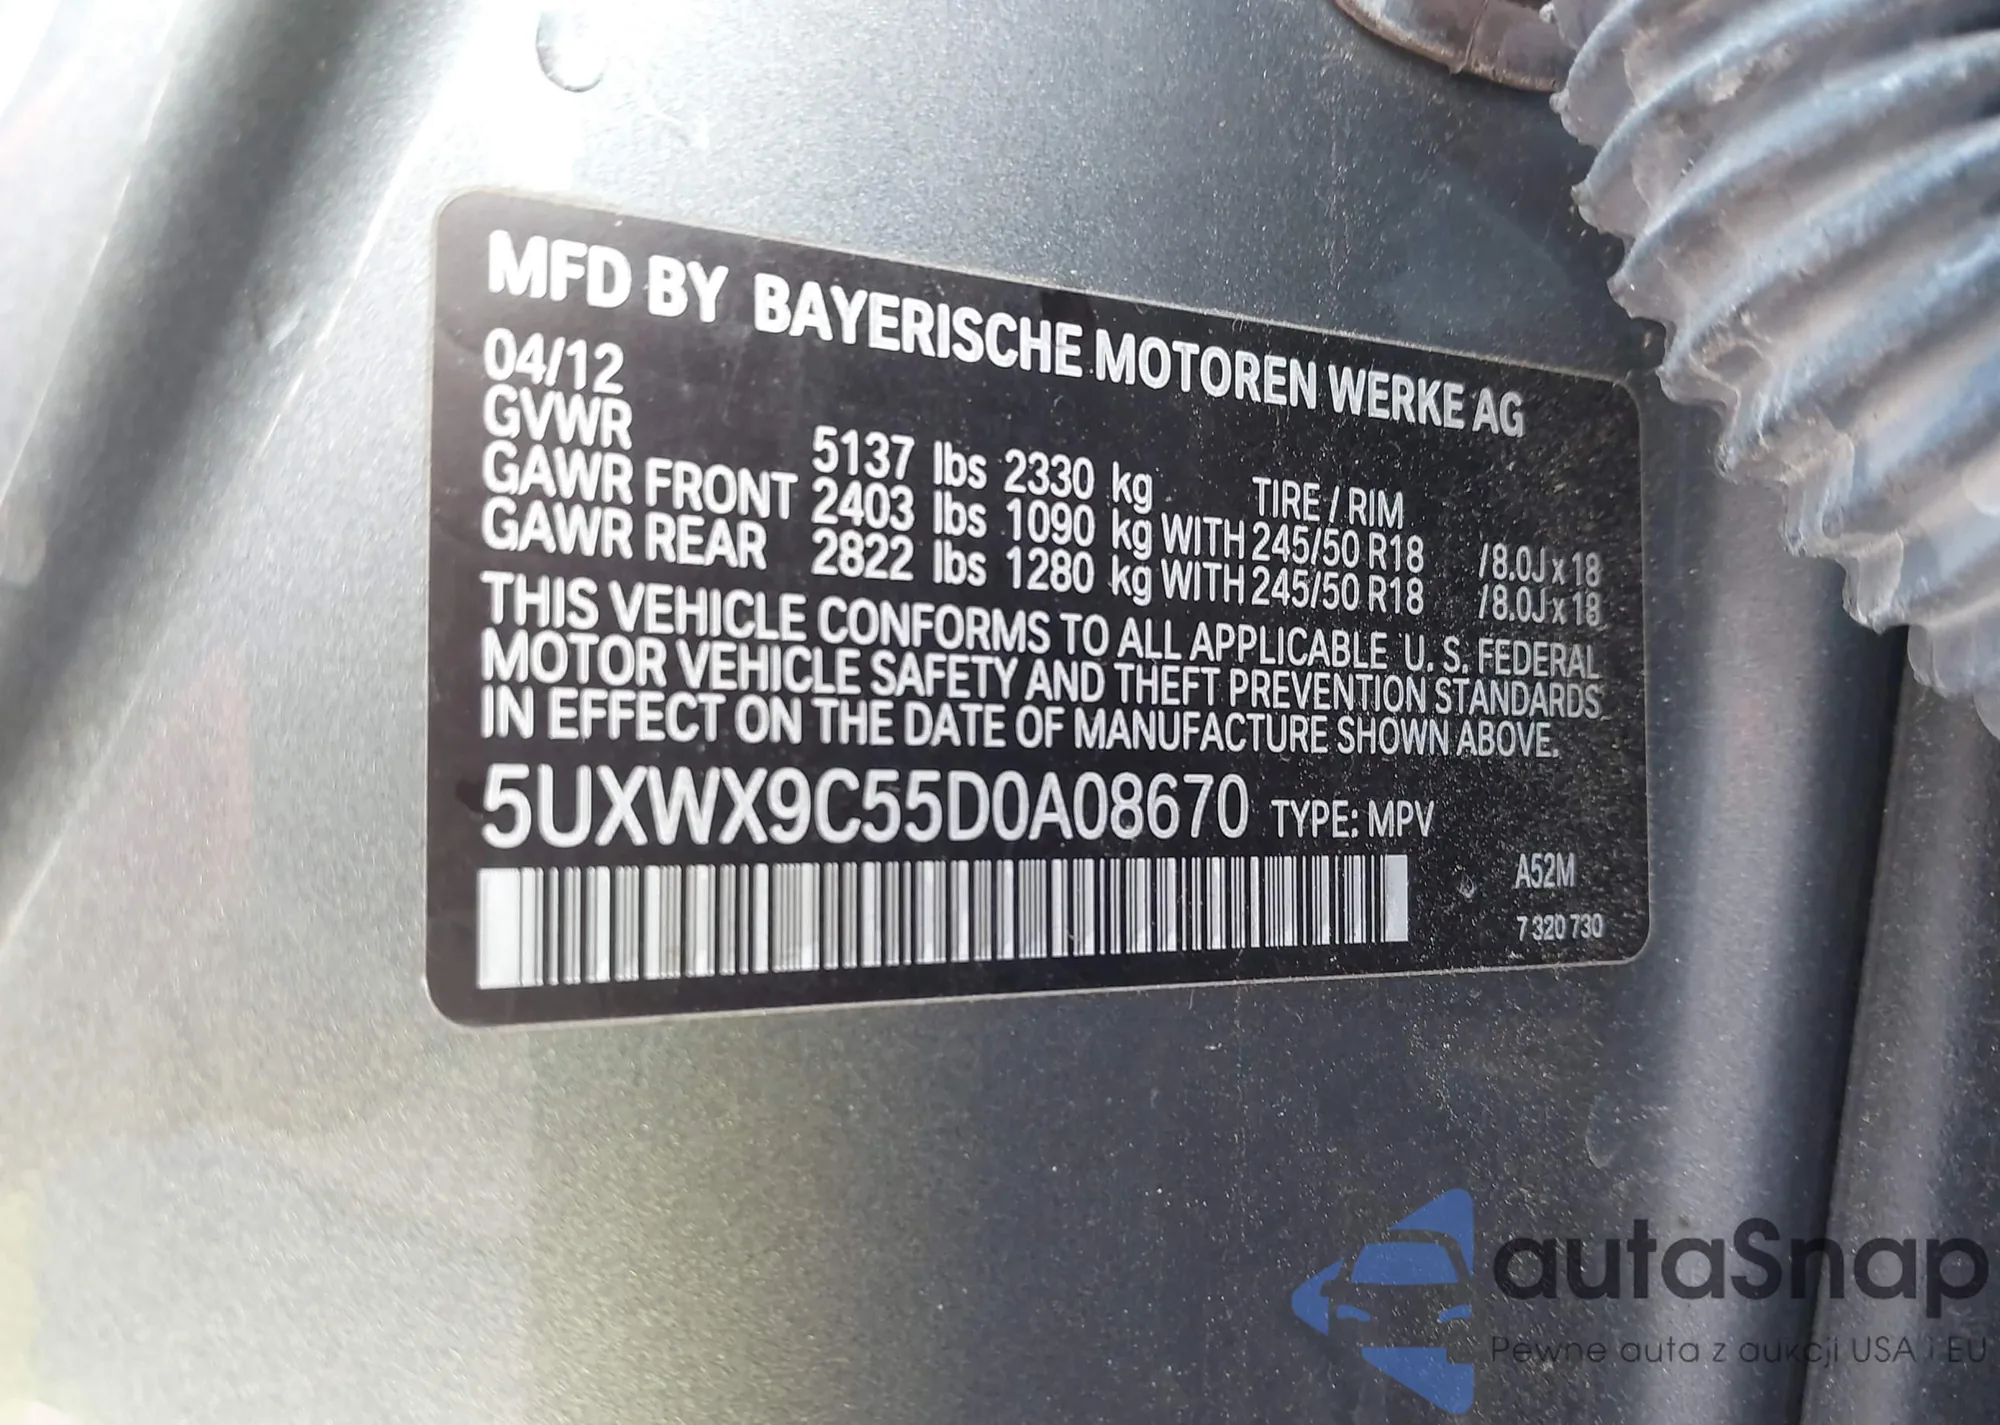 MFD BY BAYERISCHE MOTOREN WERKE AG
04/12
GVWR 5137 lbs 2330 kg TIRE / RIM
GAWR FRONT 2403 lbs 1090 kg WITH 245/50 R18 /8.0J x 18
GAWR REAR 2822 lbs 1280 kg WITH 245/50 R18 /8.0J x 18
THIS VEHICLE CONFORMS TO ALL APPLICABLE U. S. FEDERAL
MOTOR VEHICLE SAFETY AND THEFT PREVENTION STANDARDS
IN EFFECT ON THE DATE OF MANUFACTURE SHOWN ABOVE.
5UXWX9C55D0A08670 TYPE: MPV
A52M
7 320 730
autaSnap
Pewne auta z aukcji USA i EU